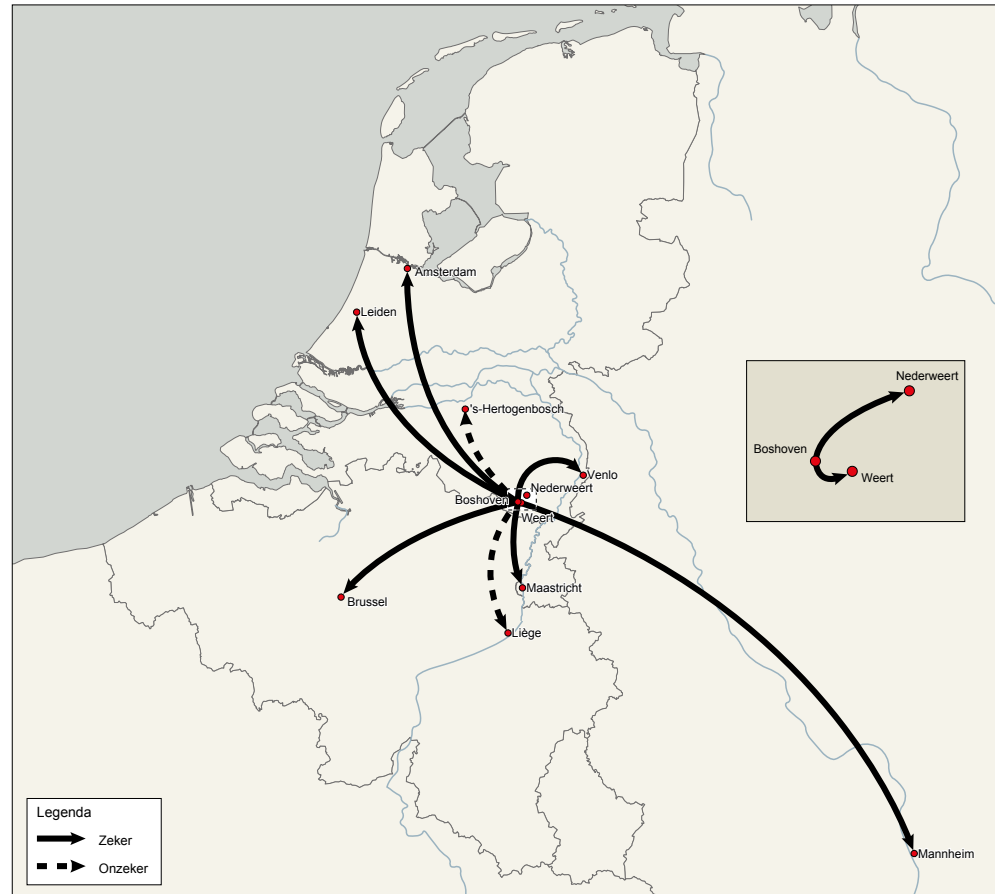 Amsterdam
Leiden
Nederweert
's-Hertogenbosch
Boshoven
Venlo
Weert
Nederweert
Boshoven
Weert
Maastricht
Brussel
Liège
Legenda
Zeker
Mannheim
Onzeker